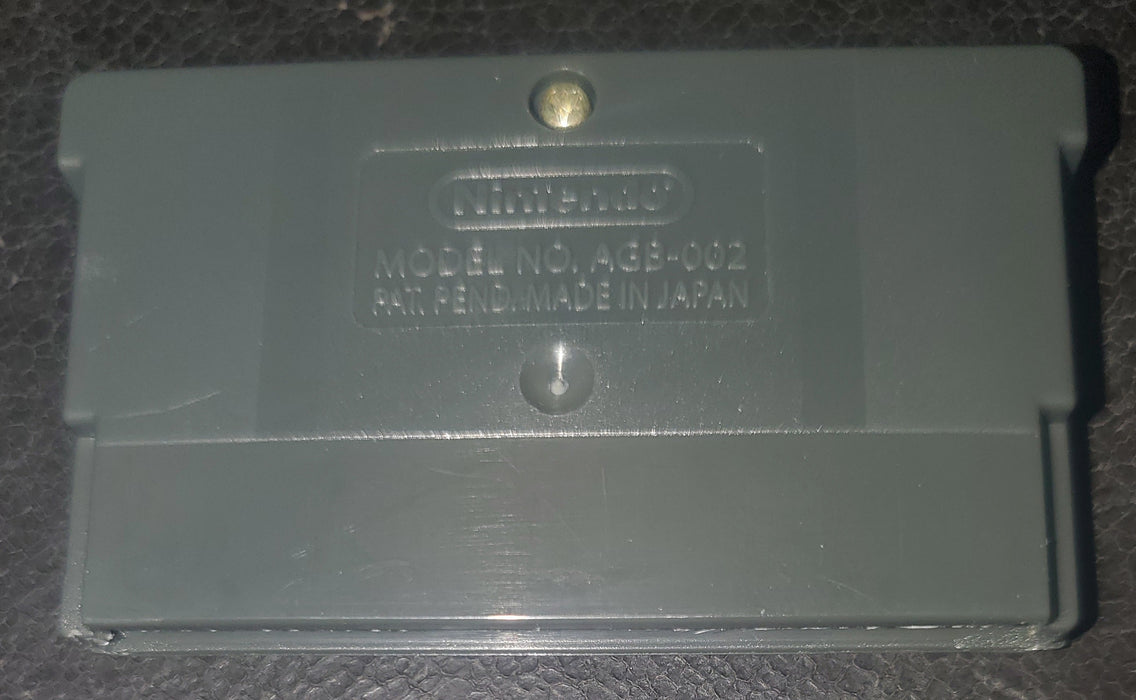 Nintendo
MODEL NO. AGB-002
PAT. PEND. MADE IN JAPAN